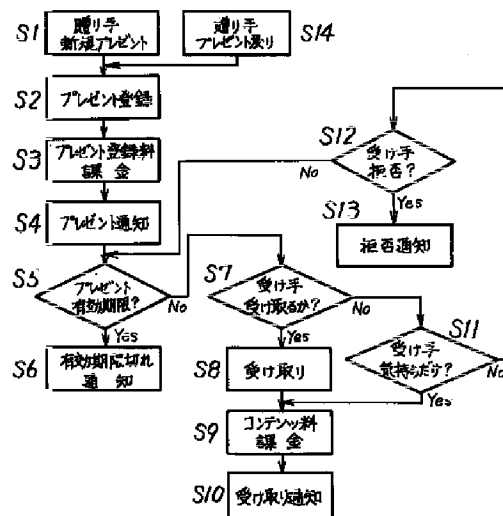 S1
贈り手
新規プレゼント
贈り手
プレゼント戻り
S14
S2
プレゼント登録
S3
プレゼント登録料
課金
S4
プレゼント通知
S5
プレゼント
有効期限?
No
Yes
S6
有効期限切れ
通知
S7
受け手
受け取るか?
No
Yes
S8
受け取り
S9
コンテンツ料
課金
S10
受け取り通知
S11
受け手
気持ちだけ?
No
Yes
S12
受け手
拒否?
No
Yes
S13
拒否通知